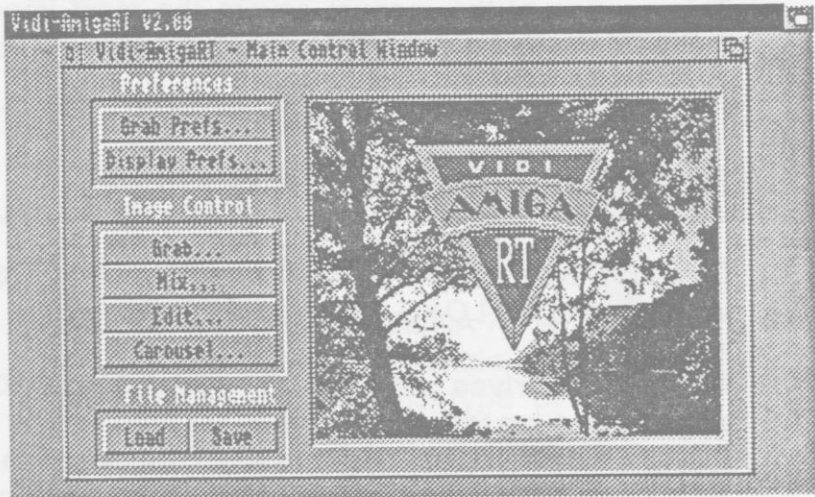 Vidi-AmigaRT V2.00
Vidi-AmigaRT - Main Control Window
Preferences
Grab Prefs...
Display Prefs...
Image Control
Grab...
Mix...
Edit...
Carousel...
File Management
Load Save
VIDI
AMIGA
RT